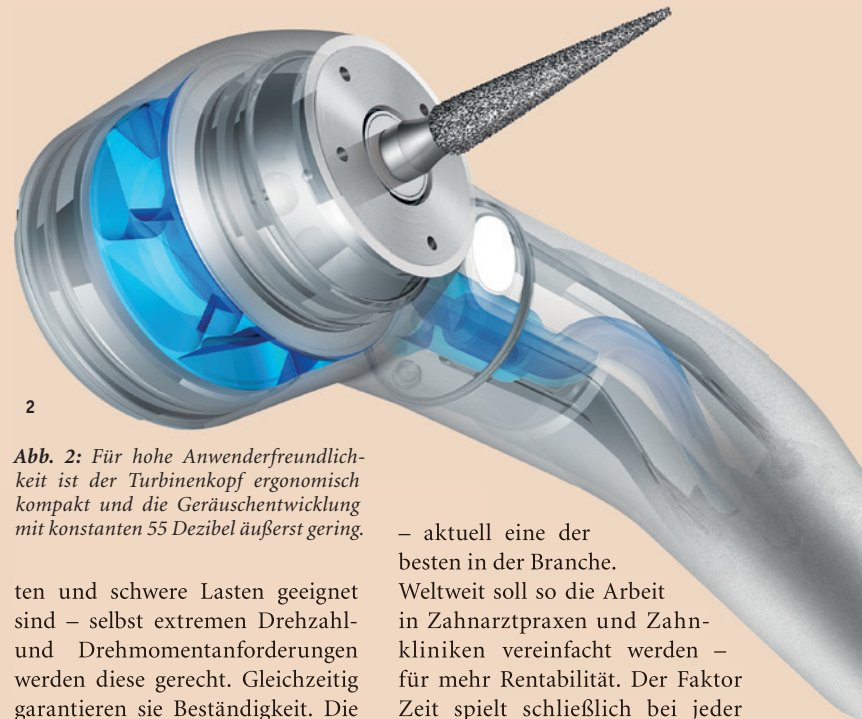 2
Abb. 2: Für hohe Anwenderfreundlich-
keit ist der Turbinenkopf ergonomisch
kompakt und die Geräuschentwicklung
mit konstanten 55 Dezibel äußerst gering.
ten und schwere Lasten geeignet
sind – selbst extremen Drehzahl-
und Drehmomentanforderungen
werden diese gerecht. Gleichzeitig
garantieren sie Beständigkeit. Die
– aktuell eine der
besten in der Branche.
Weltweit soll so die Arbeit
in Zahnarztpraxen und Zahn-
kliniken vereinfacht werden –
für mehr Rentabilität. Der Faktor
Zeit spielt schließlich bei jeder